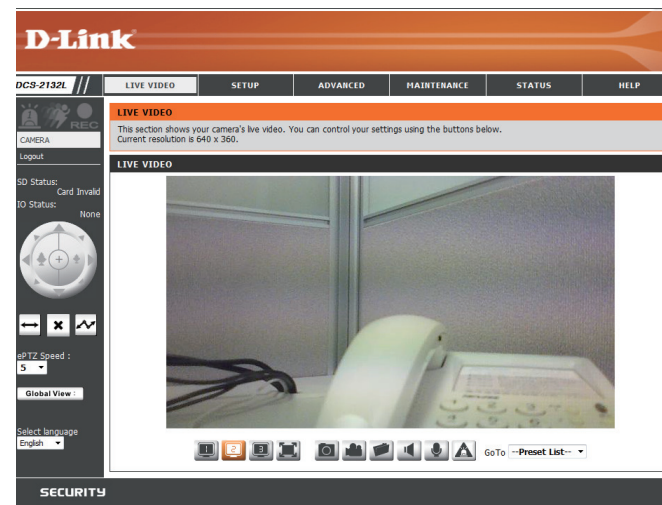 D-Link
DCS-2132L // LIVE VIDEO SETUP ADVANCED MAINTENANCE STATUS HELP
REC
CAMERA
Logout
SD Status:
Card Invalid
IO Status:
None
ePTZ Speed :
5
Global View :
Select language
English
LIVE VIDEO
This section shows your camera's live video. You can control your settings using the buttons below.
Current resolution is 640 x 360.
LIVE VIDEO
1 2 3
GoTo --Preset List--
SECURITY